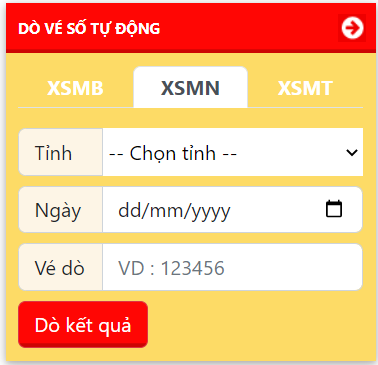 DÒ VÉ SỐ TỰ ĐỘNG
XSMB XSMN XSMT
Tỉnh -- Chọn tỉnh --
Ngày dd/mm/yyyy
Vé dò VD : 123456
Dò kết quả